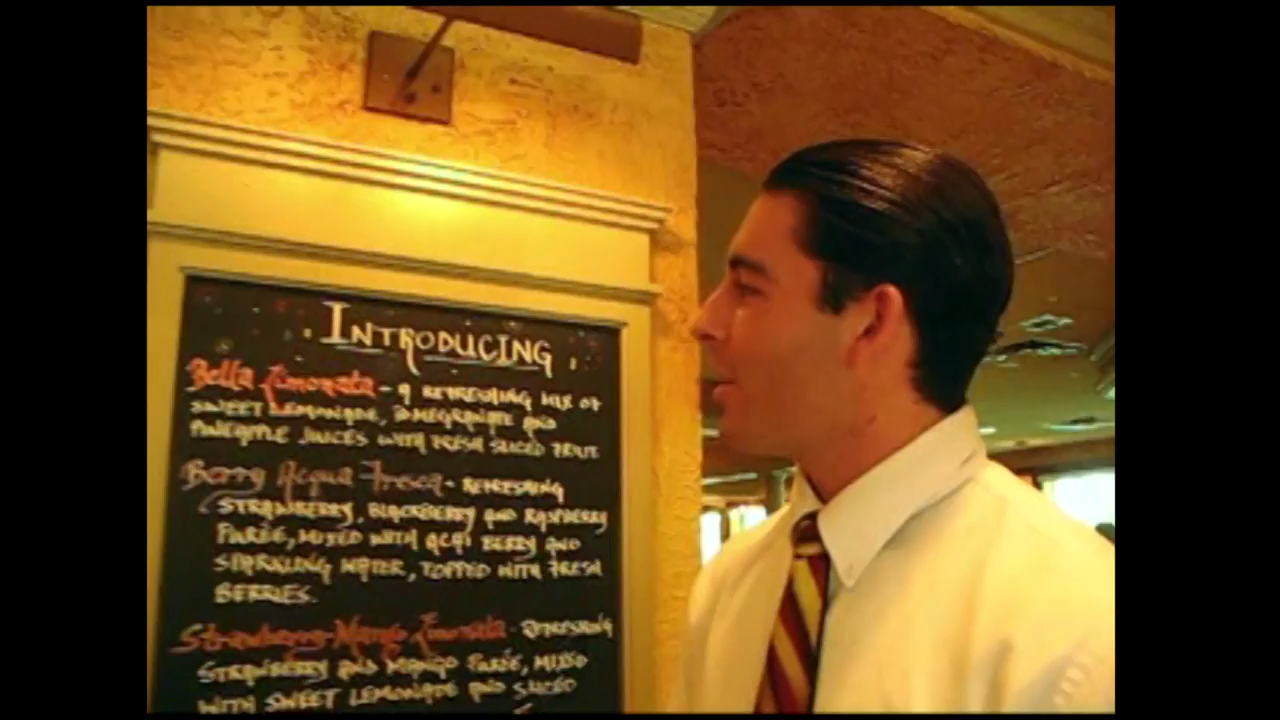 Introducing
Bella Limonata - A refreshing mix of
sweet lemonade, pomegranate and
pineapple juices with fresh sliced fruit
Berry Acqua Fresca - refreshing
strawberry, blackberry and raspberry
purée, mixed with acai berry and
sparkling water, topped with fresh
berries.
Strawberry-Mango Limonata - refreshing
strawberry and mango purée, mixed
with sweet lemonade and sliced